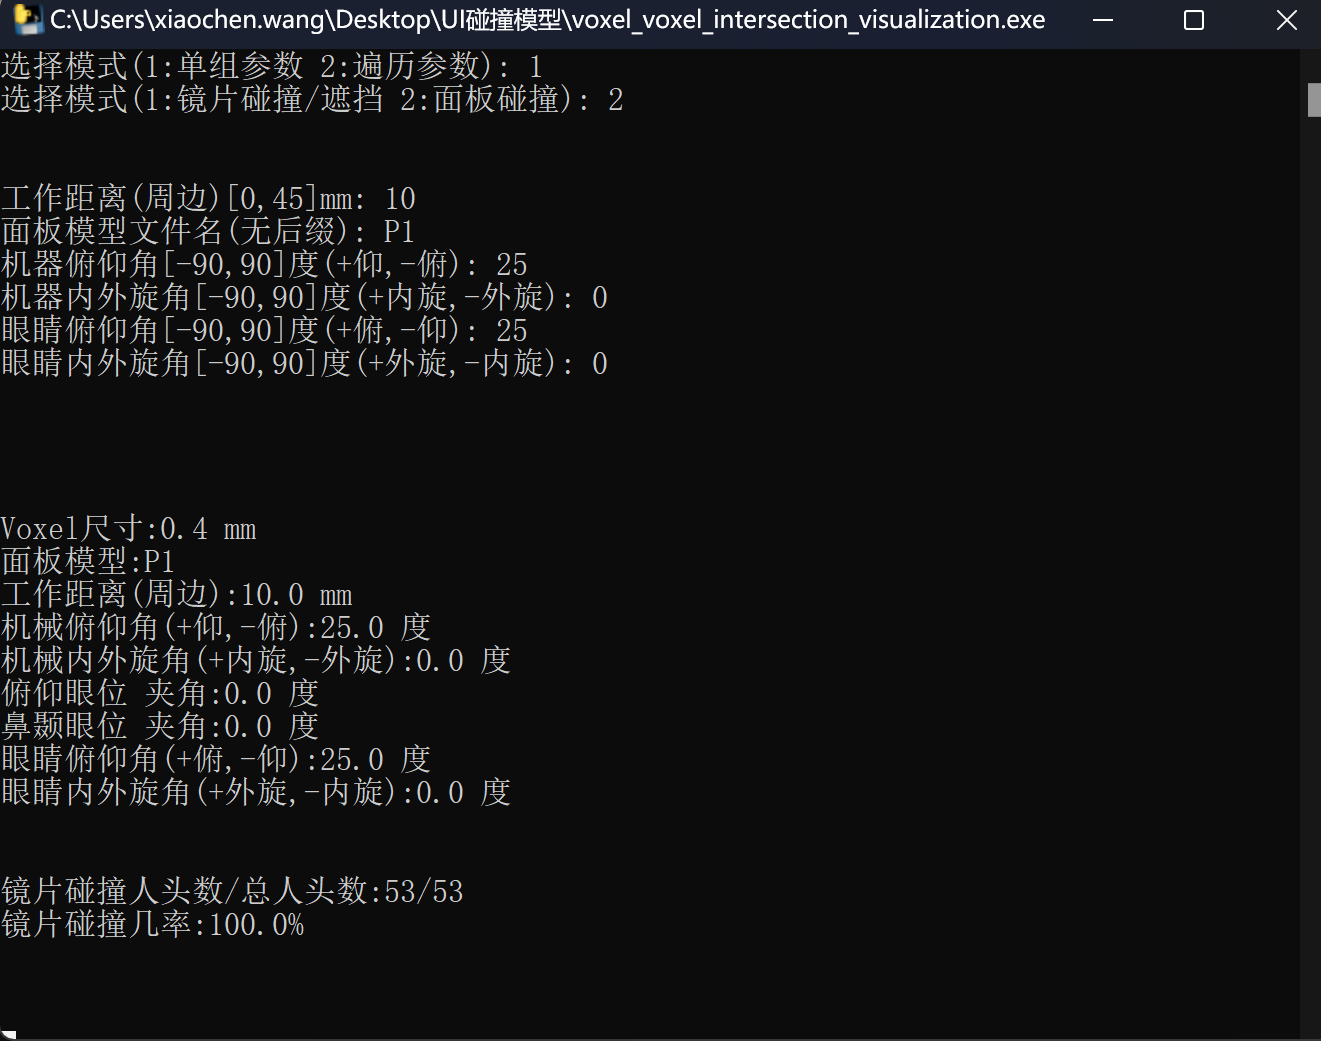 C:\Users\xiaochen.wang\Desktop\UI碰撞模型\voxel_voxel_intersection_visualization.exe
选择模式(1:单组参数 2:遍历参数): 1
选择模式(1:镜片碰撞/遮挡 2:面板碰撞): 2
工作距离(周边)[0,45]mm: 10
面板模型文件名(无后缀): P1
机器俯仰角[-90,90]度(+仰,-俯): 25
机器内外旋角[-90,90]度(+内旋,-外旋): 0
眼睛俯仰角[-90,90]度(+俯,-仰): 25
眼睛内外旋角[-90,90]度(+外旋,-内旋): 0
Voxel尺寸:0.4 mm
面板模型:P1
工作距离(周边):10.0 mm
机械俯仰角(+仰,-俯):25.0 度
机械内外旋角(+内旋,-外旋):0.0 度
俯仰眼位 夹角:0.0 度
鼻颞眼位 夹角:0.0 度
眼睛俯仰角(+俯,-仰):25.0 度
眼睛内外旋角(+外旋,-内旋):0.0 度
镜片碰撞人头数/总人头数:53/53
镜片碰撞几率:100.0%